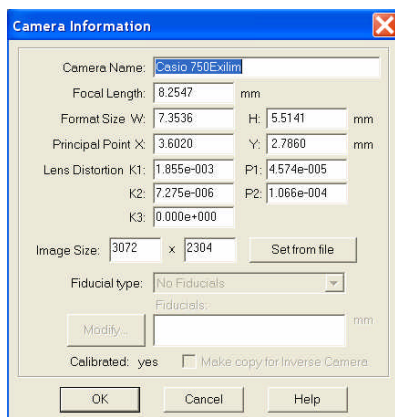 Camera Information
Camera Name: Casio 750Exilim
Focal Length: 8.2547 mm
Format Size W: 7.3536 H: 5.5141 mm
Principal Point X: 3.6020 Y: 2.7860 mm
Lens Distortion K1: 1.855e-003 P1: 4.574e-005
K2: 7.275e-006 P2: 1.066e-004
K3: 0.000e+000
Image Size: 3072 x 2304 Set from file
Fiducial type: No Fiducials
Fiducials:
Modify... mm
Calibrated: yes Make copy for Inverse Camera
OK Cancel Help